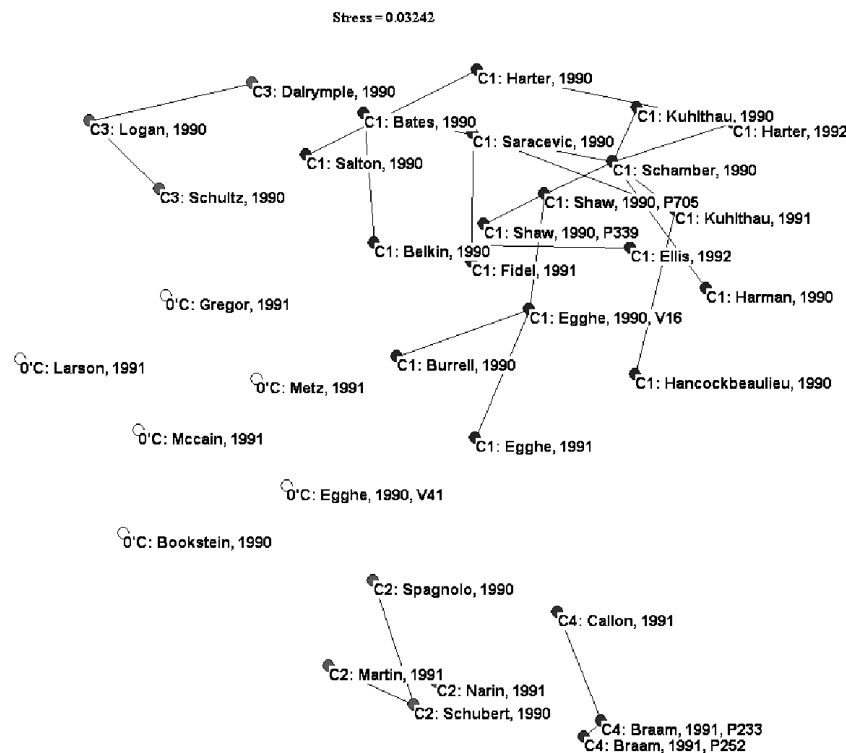 Stress = 0.03242
C1: Harter, 1990
C3: Dalrymple, 1990
C1: Kuhlthau, 1990
C1: Bates, 1990
C3: Logan, 1990
C1: Harter, 1992
C1: Saracevic, 1990
C1: Salton, 1990
C1: Schamber, 1990
C3: Schultz, 1990
C1: Shaw, 1990, P705
C1: Kuhlthau, 1991
C1: Shaw, 1990, P339
C1: Belkin, 1990
C1: Ellis, 1992
C1: Fidel, 1991
C1: Harman, 1990
0'C: Gregor, 1991
C1: Egghe, 1990, V16
C1: Burrell, 1990
0'C: Larson, 1991
C1: Hancockbeaulieu, 1990
0'C: Metz, 1991
0'C: Mccain, 1991
C1: Egghe, 1991
0'C: Egghe, 1990, V41
0'C: Bookstein, 1990
C2: Spagnolo, 1990
C4: Callon, 1991
C2: Martin, 1991
C2: Narin, 1991
C2: Schubert, 1990
C4: Braam, 1991, P233
C4: Braam, 1991, P252